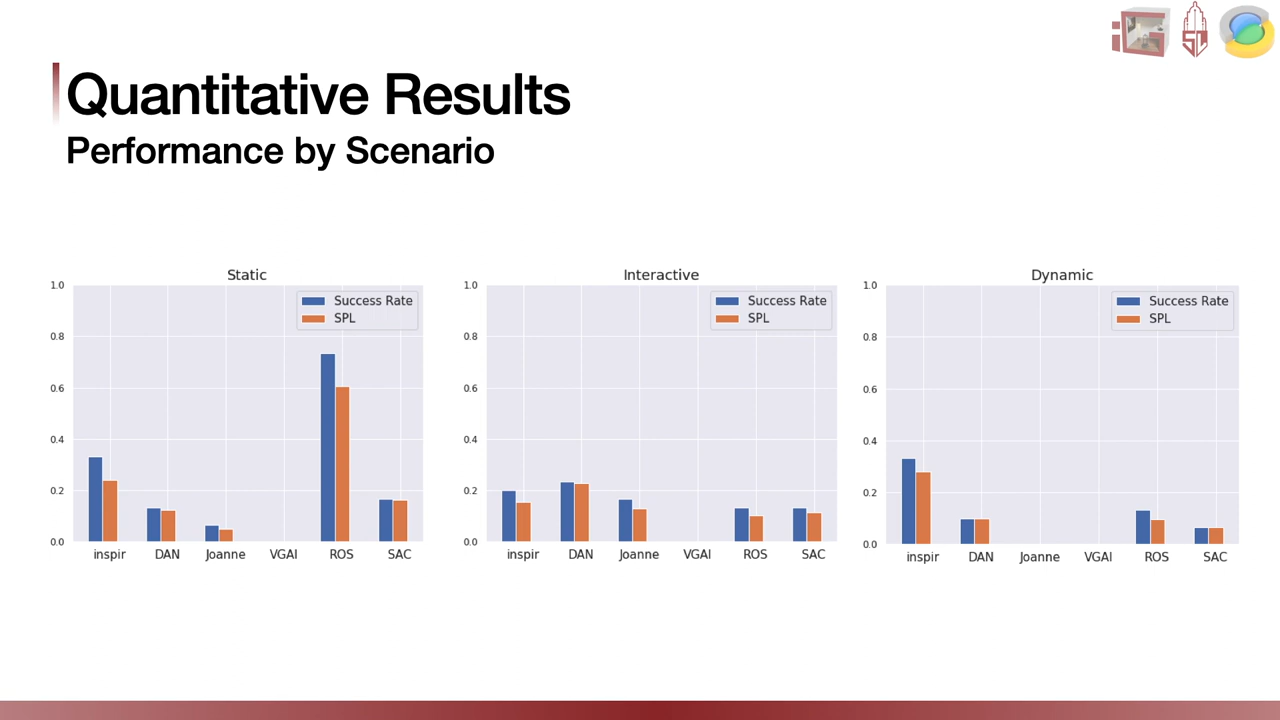 Quantitative Results
Performance by Scenario
Static
1.0
0.8
0.6
0.4
0.2
0.0
Success Rate
SPL
inspir DAN Joanne VGAI ROS SAC
Interactive
1.0
0.8
0.6
0.4
0.2
0.0
Success Rate
SPL
inspir DAN Joanne VGAI ROS SAC
Dynamic
1.0
0.8
0.6
0.4
0.2
0.0
Success Rate
SPL
inspir DAN Joanne VGAI ROS SAC